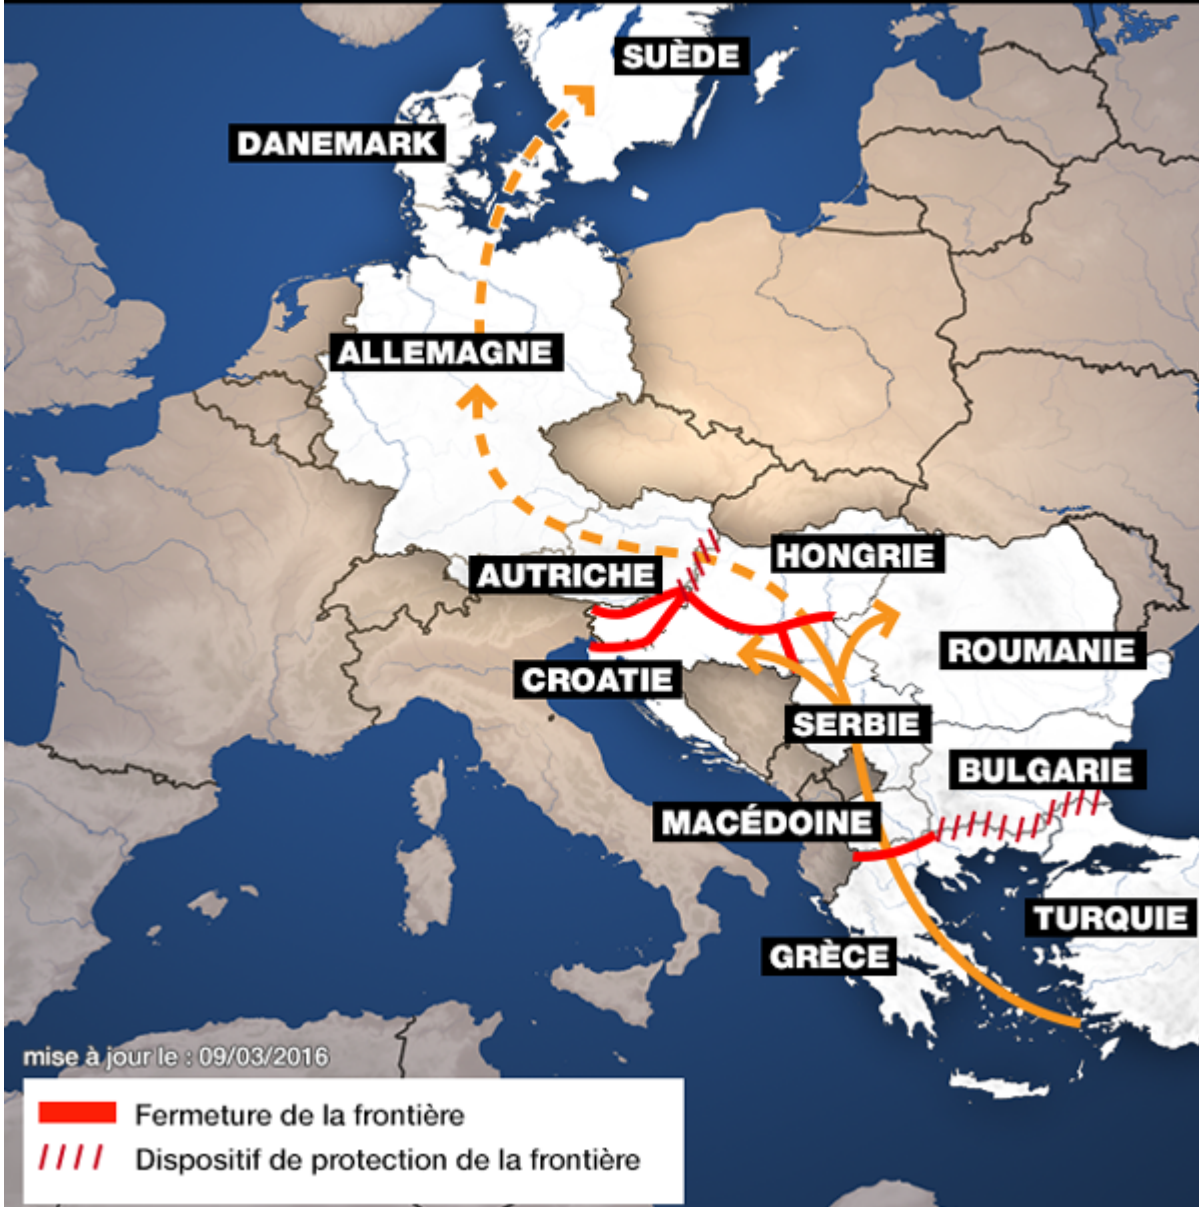 SUÈDE
DANEMARK
ALLEMAGNE
HONGRIE
AUTRICHE
ROUMANIE
CROATIE
SERBIE
BULGARIE
MACÉDOINE
TURQUIE
GRÈCE
mise à jour le : 09/03/2016
Fermeture de la frontière
Dispositif de protection de la frontière